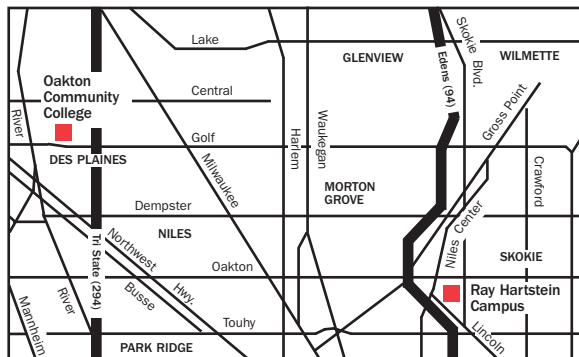 Lake
Skokie
Blvd.
GLENVIEW
WILMETTE
Edens (94)
Oakton
Community
College
Central
Gross Point
River
Golf
Milwaukee
Harlem
Waukegan
Crawford
DES PLAINES
MORTON
GROVE
Dempster
Niles Center
NILES
Tri State (294)
Northwest
Hwy.
SKOKIE
Oakton
Busse
River
Mannheim
Ray Hartstein
Campus
Touhy
Lincoln
PARK RIDGE